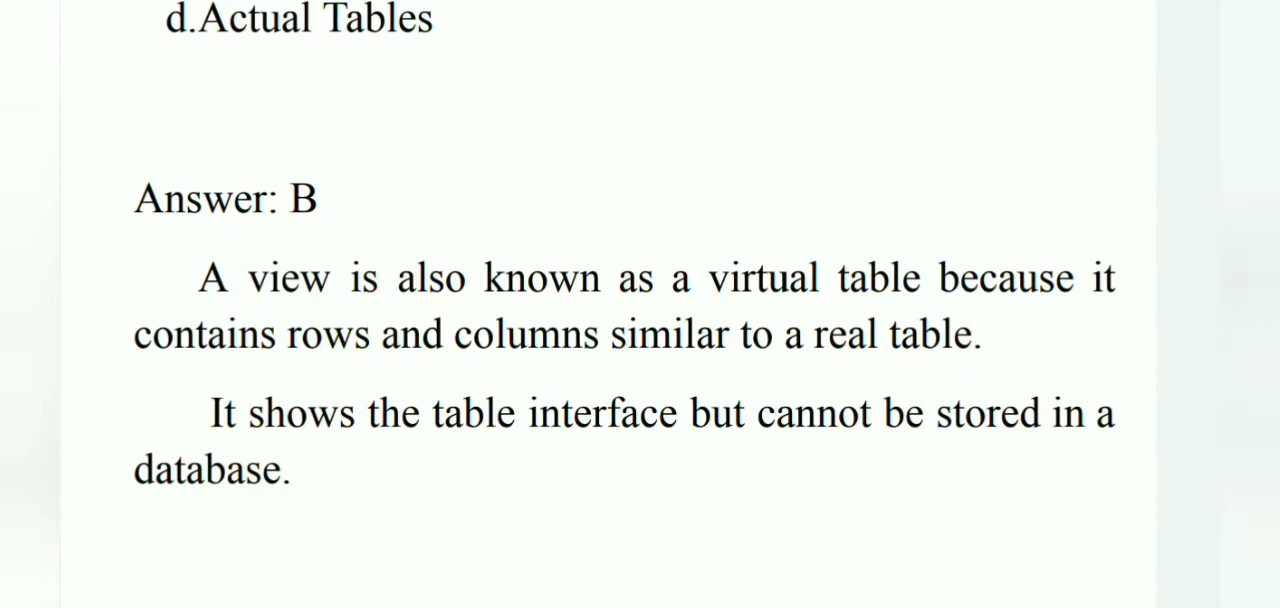 d.Actual Tables
Answer: B
A view is also known as a virtual table because it
contains rows and columns similar to a real table.
It shows the table interface but cannot be stored in a
database.